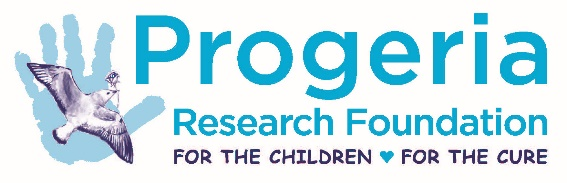 Progeria
Research Foundation
FOR THE CHILDREN ♥ FOR THE CURE